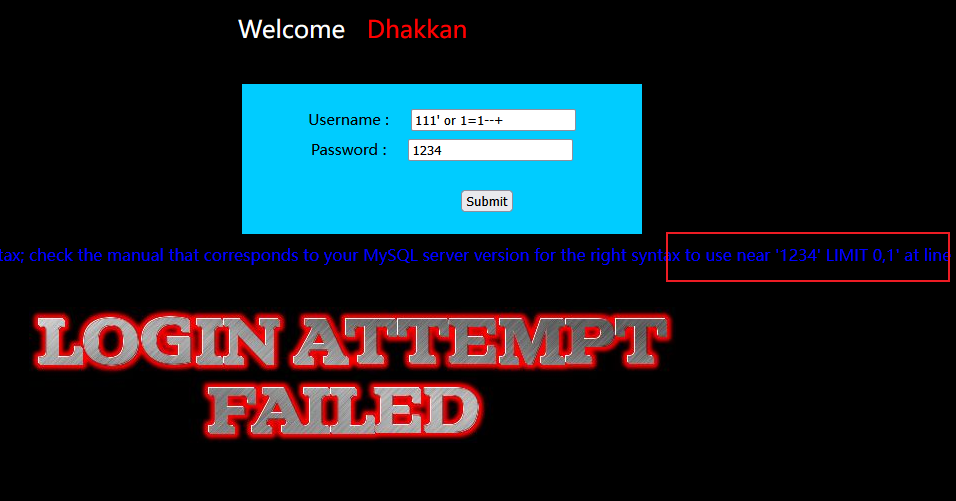 Welcome Dhakkan
Username : 111' or 1=1--+
Password : 1234
Submit
tax; check the manual that corresponds to your MySQL server version for the right syntax to use near '1234' LIMIT 0,1' at line
LOGIN ATTEMPT
FAILED